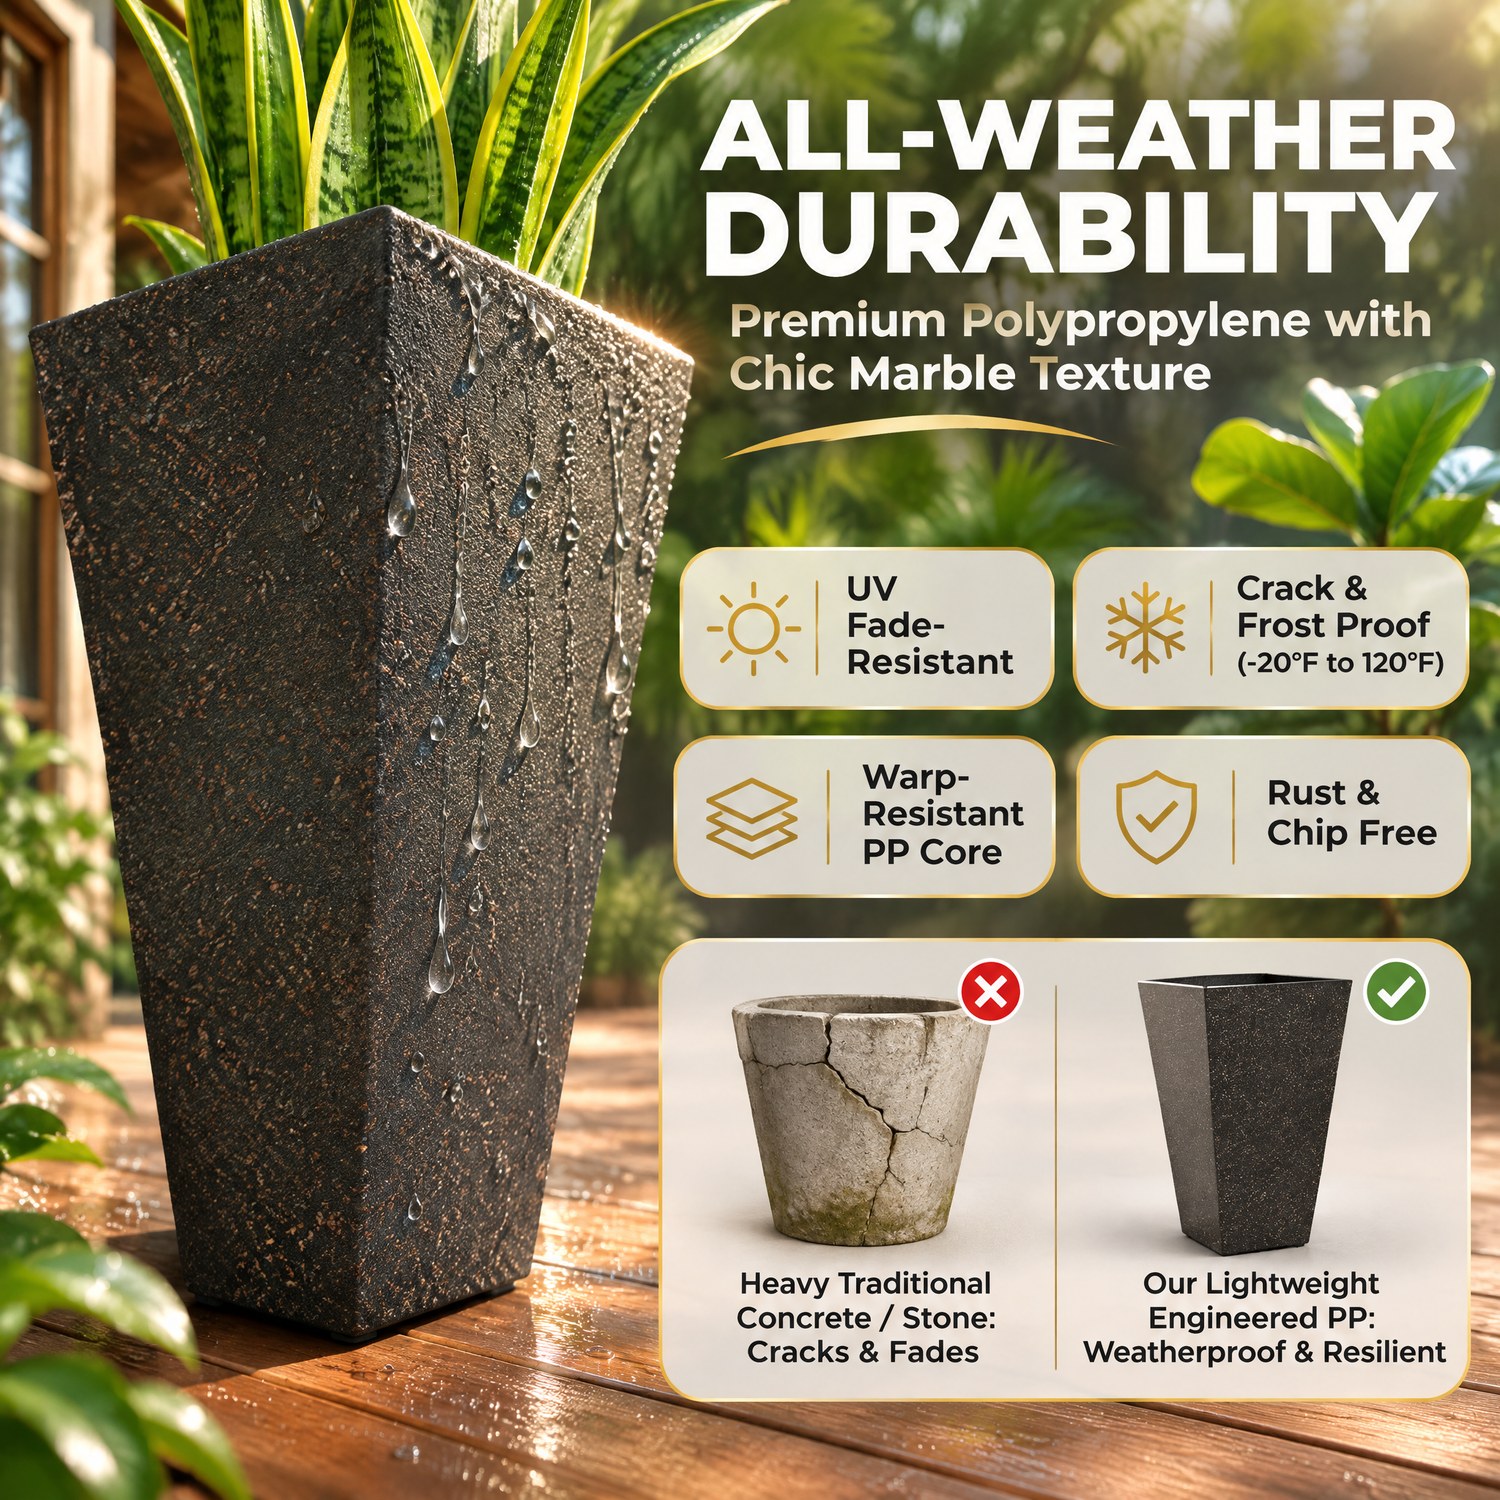 ALL-WEATHER
DURABILITY
Premium Polypropylene with
Chic Marble Texture
UV
Fade-
Resistant
Crack &
Frost Proof
(-20°F to 120°F)
Warp-
Resistant
PP Core
Rust &
Chip Free
Heavy Traditional
Concrete / Stone:
Cracks & Fades
Our Lightweight
Engineered PP:
Weatherproof & Resilient